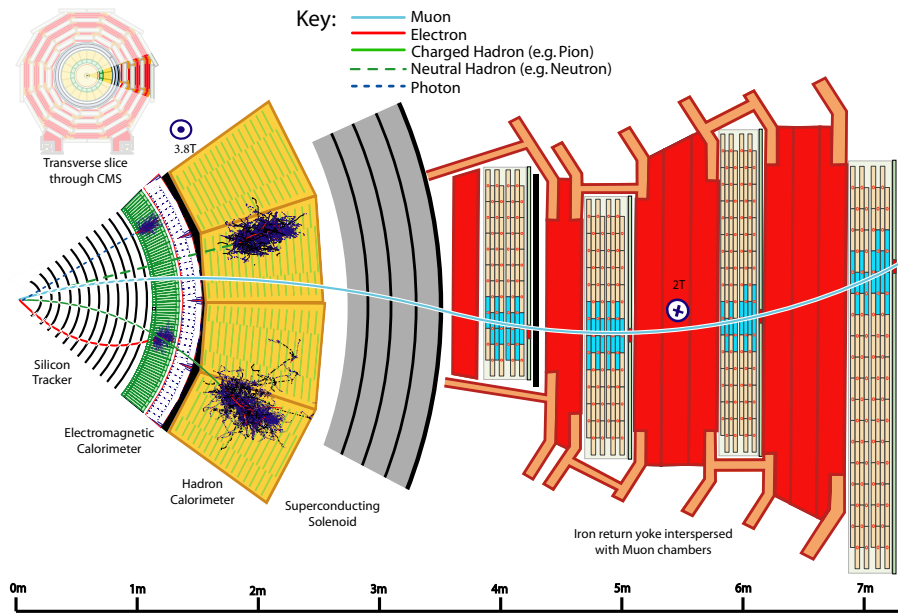 Key:
Muon
Electron
Charged Hadron (e.g. Pion)
Neutral Hadron (e.g. Neutron)
Photon
Transverse slice
through CMS
3.8T
2T
Silicon
Tracker
Electromagnetic
Calorimeter
Hadron
Calorimeter
Superconducting
Solenoid
Iron return yoke interspersed
with Muon chambers
0m
1m
2m
3m
4m
5m
6m
7m